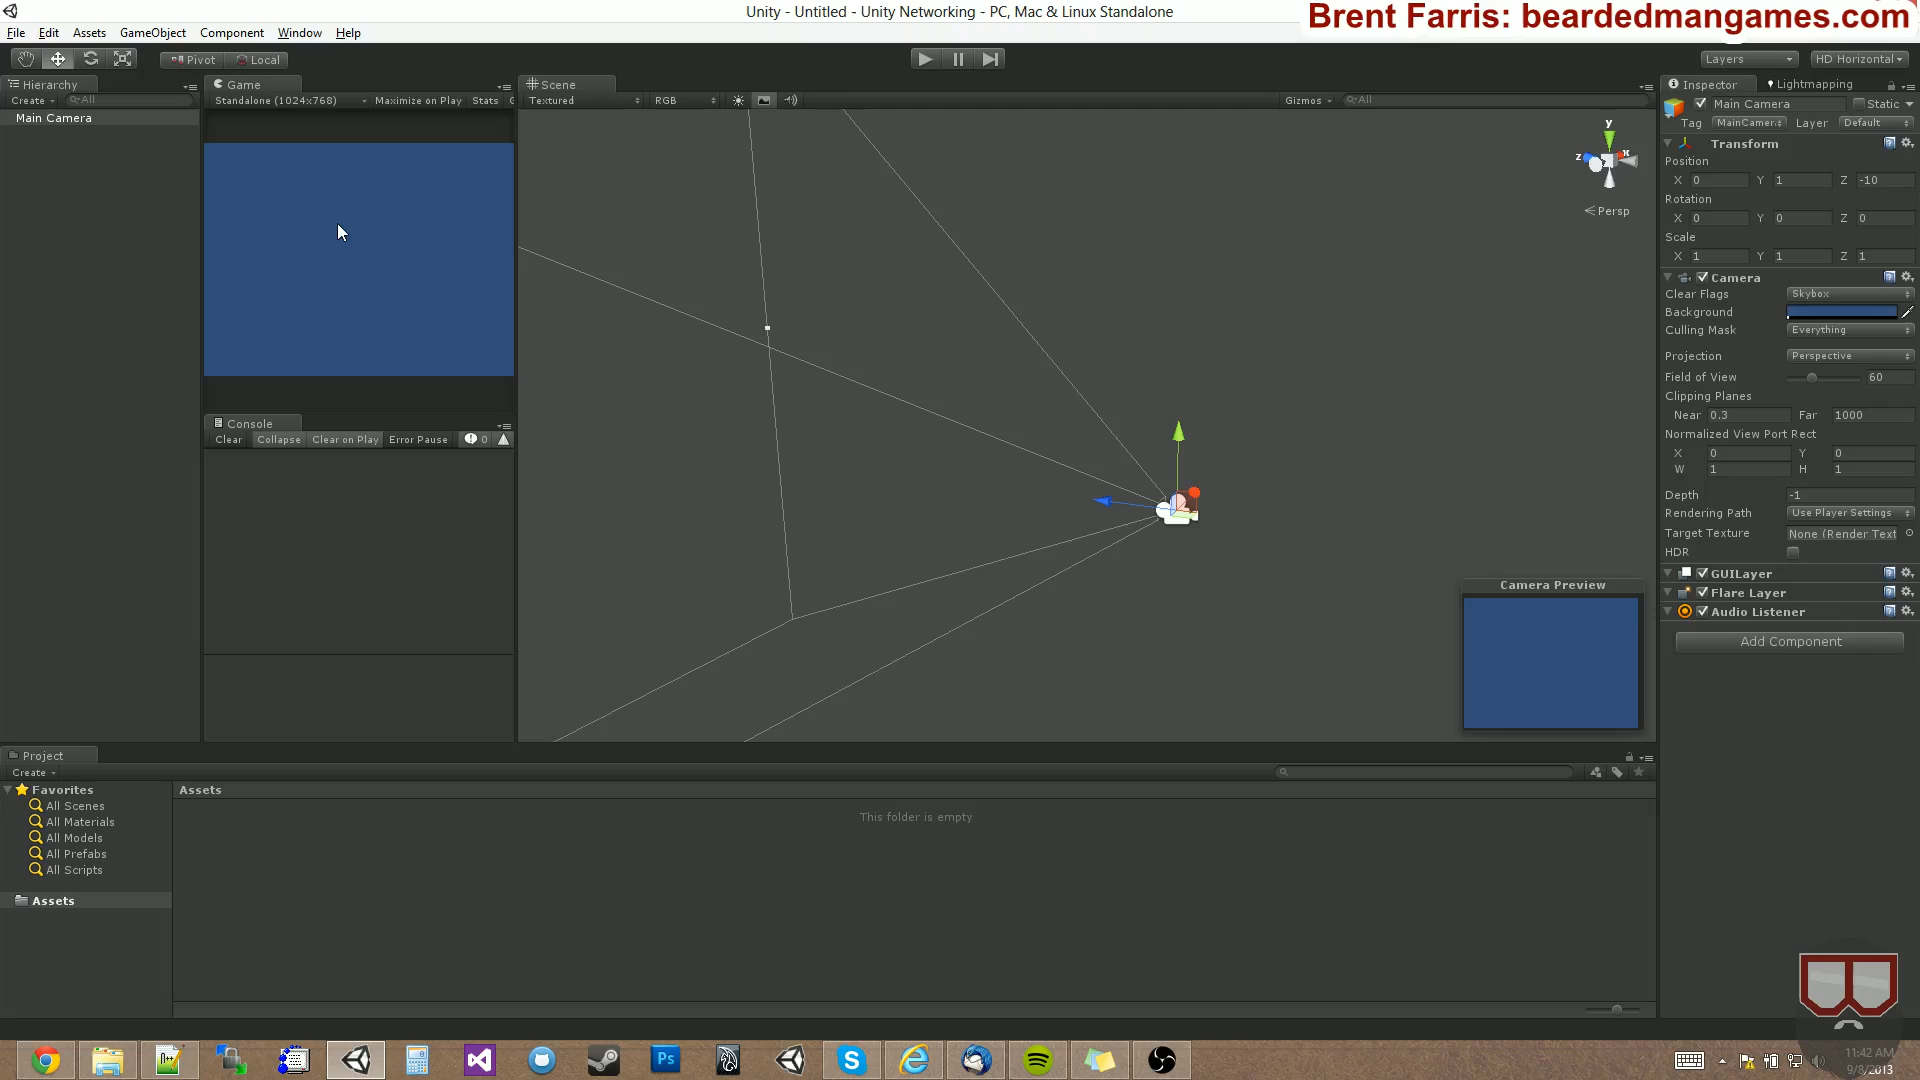 Unity - Untitled - Unity Networking - PC, Mac & Linux Standalone
Brent Farris: beardedmangames.com
File Edit Assets GameObject Component Window Help
Pivot Local
Layers HD Horizontal
Hierarchy
Create All
Main Camera
Game
Standalone (1024x768) Maximize on Play Stats G
Console
Clear Collapse Clear on Play Error Pause 0
Scene
Textured RGB Gizmos All
y
z x
Persp
Camera Preview
Inspector Lightmapping
Main Camera Static
Tag MainCamer Layer Default
Transform
Position
X 0 Y 1 Z -10
Rotation
X 0 Y 0 Z 0
Scale
X 1 Y 1 Z 1
Camera
Clear Flags Skybox
Background
Culling Mask Everything
Projection Perspective
Field of View 60
Clipping Planes
Near 0.3 Far 1000
Normalized View Port Rect
X 0 Y 0
W 1 H 1
Depth -1
Rendering Path Use Player Settings
Target Texture None (Render Text
HDR
GUILayer
Flare Layer
Audio Listener
Add Component
Project
Create
Favorites
All Scenes
All Materials
All Models
All Prefabs
All Scripts
Assets
Assets
This folder is empty
Ps
11:42 AM
9/8/2013